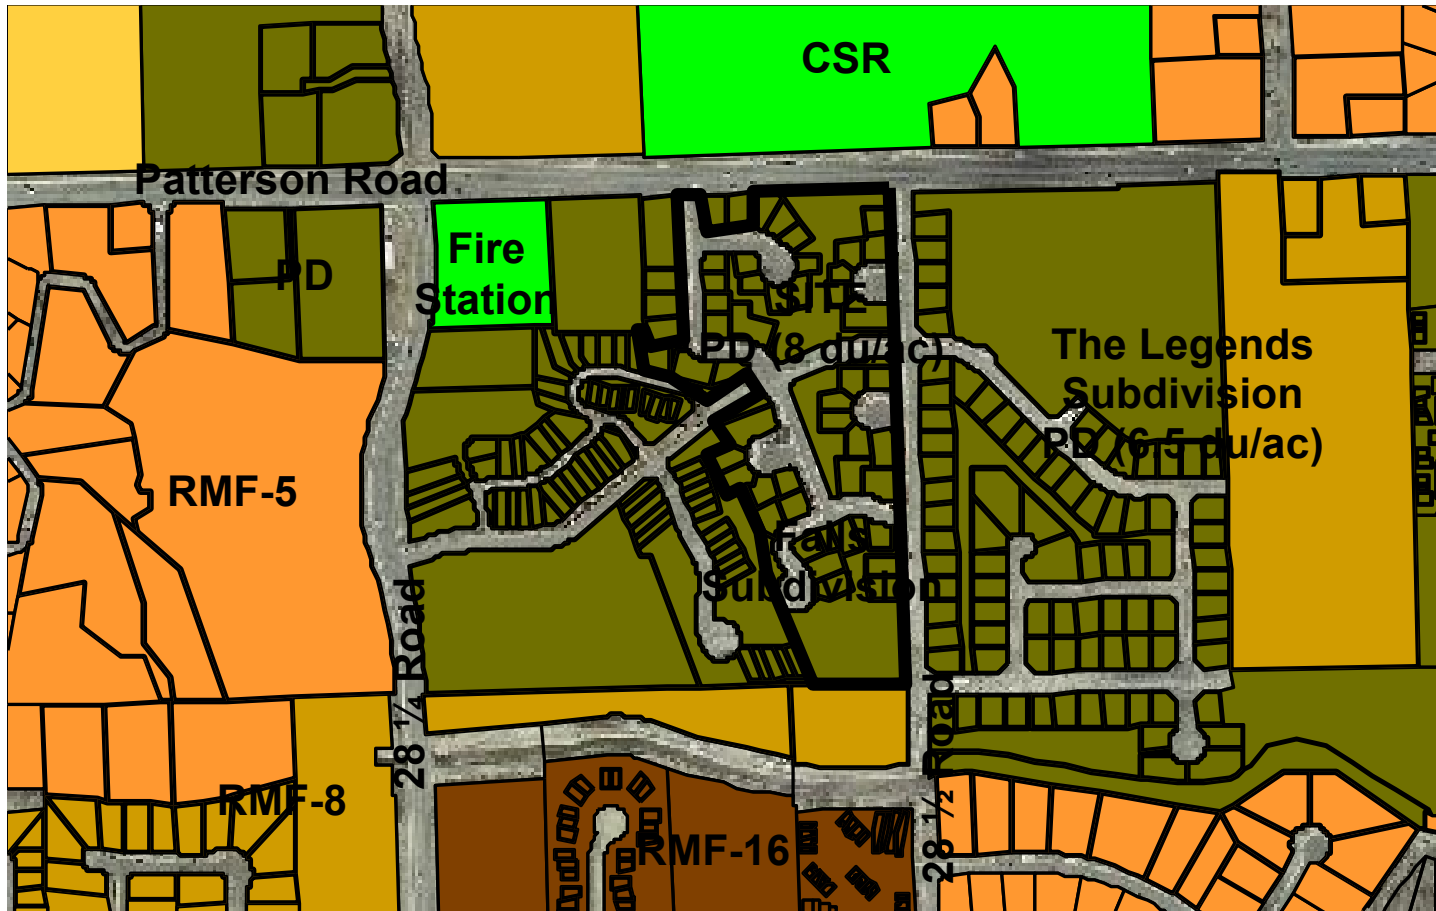 CSR
Patterson Road
Fire
Station
PD
SITE
PD (8 du/ac)
The Legends
Subdivision
PD (6.5 du/ac)
RMF-5
Falls
Subdivision
28 ¼ Road
28 ½ Road
RMF-8
RMF-16